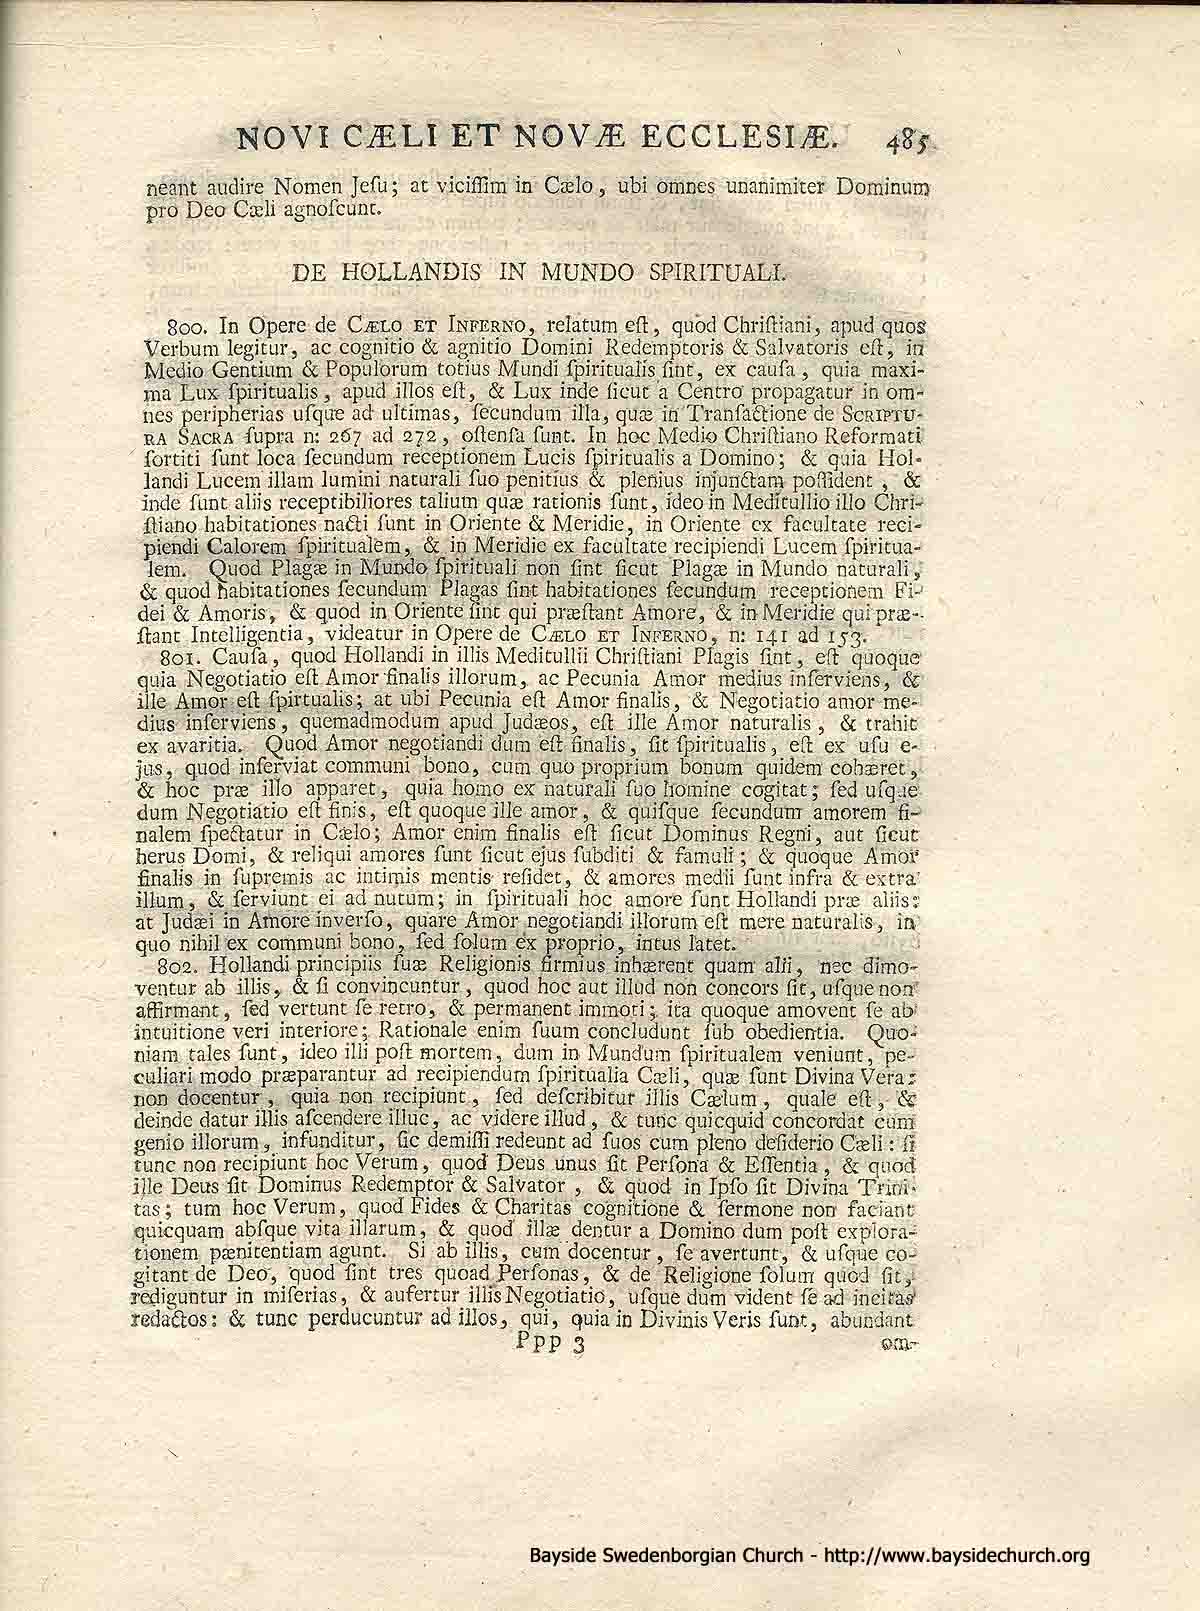 NOVI CÆLI ET NOVÆ ECCLESIÆ. 485
neant audire Nomen Jeſu; at viciſſim in Cælo, ubi omnes unanimiter Dominum
pro Deo Cæli agnoſcunt.
DE HOLLANDIS IN MUNDO SPIRITUALI.
800. In Opere de CÆLO ET INFERNO, relatum eſt, quod Chriſtiani, apud quos
Verbum legitur, ac cognitio & agnitio Domini Redemptoris & Salvatoris eſt, in
Medio Gentium & Populorum totius Mundi ſpiritualis ſint, ex cauſa, quia maxi-
ma Lux ſpiritualis, apud illos eſt, & Lux inde ſicut a Centro propagatur in om-
nes peripherias uſque ad ultimas, ſecundum illa, quæ in Tranſactione de SCRIPTU-
RA SACRA ſupra n: 267 ad 272, oſtenſa ſunt. In hoc Medio Chriſtiano Reformati
ſortiti ſunt loca ſecundum receptionem Lucis ſpiritualis a Domino; & quia Hol-
landi Lucem illam lumini naturali ſuo penitius & plenius injunctam poſſident, &
inde ſunt aliis receptibiliores talium quæ rationis ſunt, ideo in Meditullio illo Chri-
ſtiano habitationes nacti ſunt in Oriente & Meridie, in Oriente ex facultate reci-
piendi Calorem ſpiritualem, & in Meridie ex facultate recipiendi Lucem ſpiritua-
lem. Quod Plagæ in Mundo ſpirituali non ſint ſicut Plagæ in Mundo naturali,
& quod habitationes ſecundum Plagas ſint habitationes ſecundum receptionem Fi-
dei & Amoris, & quod in Oriente ſint qui præſtant Amore, & in Meridie qui præ-
ſtant Intelligentia, videatur in Opere de CÆLO ET INFERNO, n: 141 ad 153.
801. Cauſa, quod Hollandi in illis Meditullii Chriſtiani Plagis ſint, eſt quoque
quia Negotiatio eſt Amor finalis illorum, ac Pecunia Amor medius inſerviens, &
ille Amor eſt ſpirtualis; at ubi Pecunia eſt Amor finalis, & Negotiatio amor me-
dius inſerviens, quemadmodum apud Judæos, eſt ille Amor naturalis, & trahit
ex avaritia. Quod Amor negotiandi dum eſt finalis, ſit ſpiritualis, eſt ex uſu e-
jus, quod inſerviat communi bono, cum quo proprium bonum quidem cohæret,
& hoc præ illo apparet, quia homo ex naturali ſuo homine cogitat; ſed uſque
dum Negotiatio eſt finis, eſt quoque ille amor, & quiſque ſecundum amorem fi-
nalem ſpectatur in Cælo; Amor enim finalis eſt ſicut Dominus Regni, aut ſicut
herus Domi, & reliqui amores ſunt ſicut ejus ſubditi & famuli; & quoque Amor
finalis in ſupremis ac intimis mentis reſidet, & amores medii ſunt infra & extra
illum, & ſerviunt ei ad nutum; in ſpirituali hoc amore ſunt Hollandi præ aliis:
at Judæi in Amore inverſo, quare Amor negotiandi illorum eſt mere naturalis, in
quo nihil ex communi bono, ſed ſolum ex proprio, intus latet.
802. Hollandi principiis ſuæ Religionis firmius inhærent quam alii, nec dimo-
ventur ab illis, & ſi convincuntur, quod hoc aut illud non concors ſit, uſque non
affirmant, ſed vertunt ſe retro, & permanent immoti; ita quoque amovent ſe ab
intuitione veri interiore; Rationale enim ſuum concludunt ſub obedientia. Quo-
niam tales ſunt, ideo illi poſt mortem, dum in Mundum ſpiritualem veniunt, pe-
culiari modo præparantur ad recipiendum ſpiritualia Cæli, quæ ſunt Divina Vera:
non docentur, quia non recipiunt, ſed deſcribitur illis Cælum, quale eſt, &
deinde datur illis aſcendere illuc, ac videre illud, & tunc quicquid concordat cum
genio illorum, infunditur, ſic demiſſi redeunt ad ſuos cum pleno deſiderio Cæli: ſi
tunc non recipiunt hoc Verum, quod Deus unus ſit Perſona & Eſſentia, & quod
ille Deus ſit Dominus Redemptor & Salvator, & quod in Ipſo ſit Divina Trini-
tas; tum hoc Verum, quod Fides & Charitas cognitione & ſermone non faciant
quicquam abſque vita illarum, & quod illæ dentur a Domino dum poſt explora-
tionem pænitentiam agunt. Si ab illis, cum docentur, ſe avertunt, & uſque co-
gitant de Deo, quod ſint tres quoad Perſonas, & de Religione ſolum quod ſit,
rediguntur in miſerias, & aufertur illis Negotiatio, uſque dum vident ſe ad incitas
redactos: & tunc perducuntur ad illos, qui, quia in Divinis Veris ſunt, abundant
Ppp 3 om-
Bayside Swedenborgian Church - http://www.baysidechurch.org